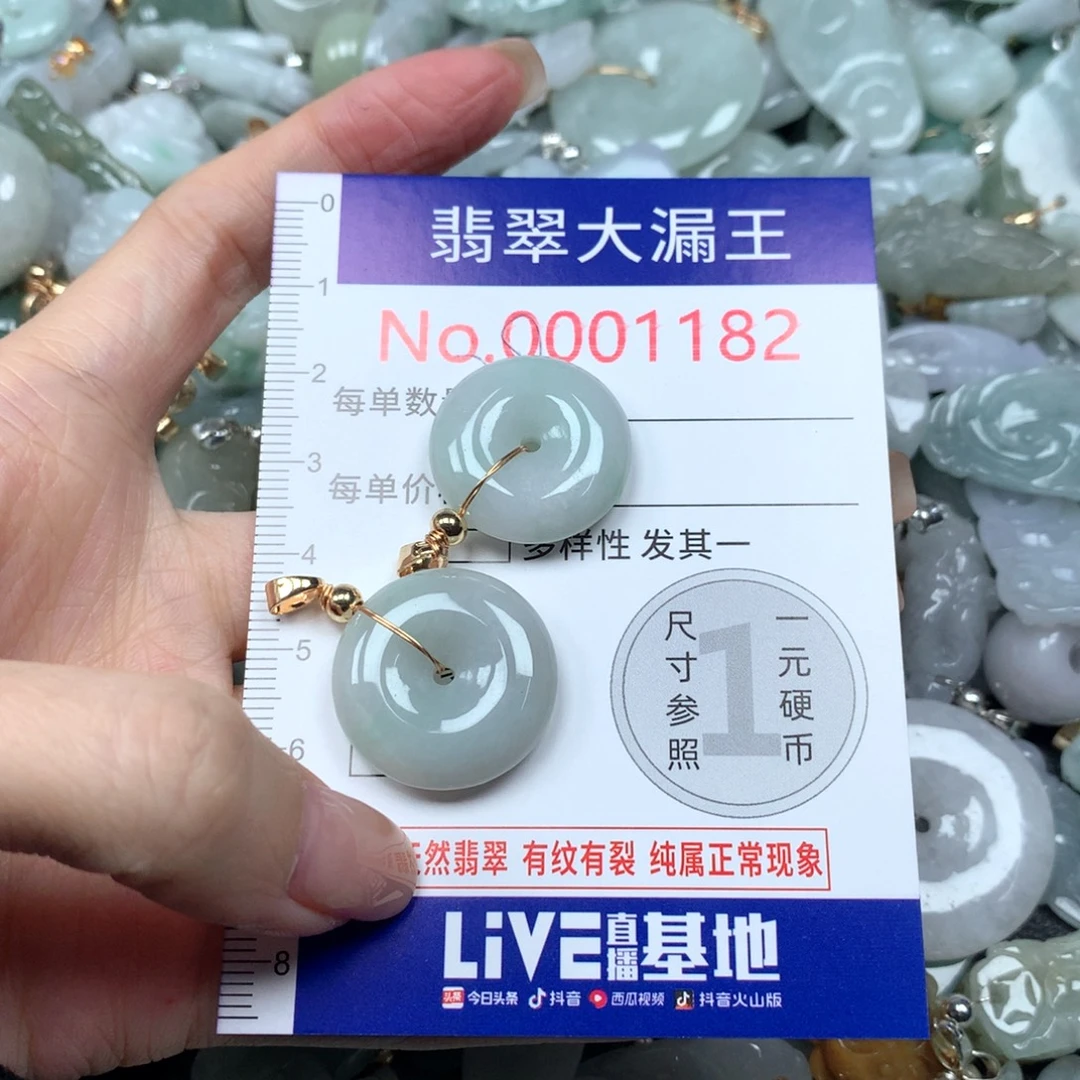 0
翡翠大漏王
1
No.0001182
2
每单数
3
每单价
4
多样性 发其一
尺寸参照
1
一元硬币
5
6
天然翡翠 有纹有裂 纯属正常现象
8
LiVE直播基地
头条 今日头条 抖音 西瓜视频 抖音火山版